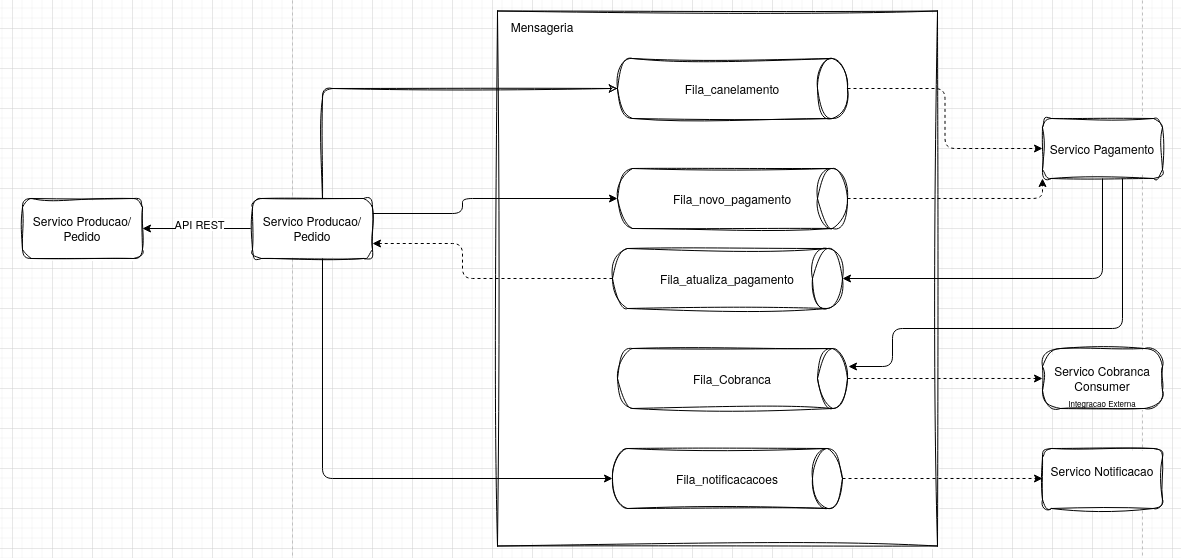 Mensageria
Fila_canelamento
Servico Pagamento
Fila_novo_pagamento
Servico Producao/
Pedido
API REST
Servico Producao/
Pedido
Fila_atualiza_pagamento
Fila_Cobranca
Servico Cobranca
Consumer
Integracao Externa
Fila_notificacacoes
Servico Notificacao